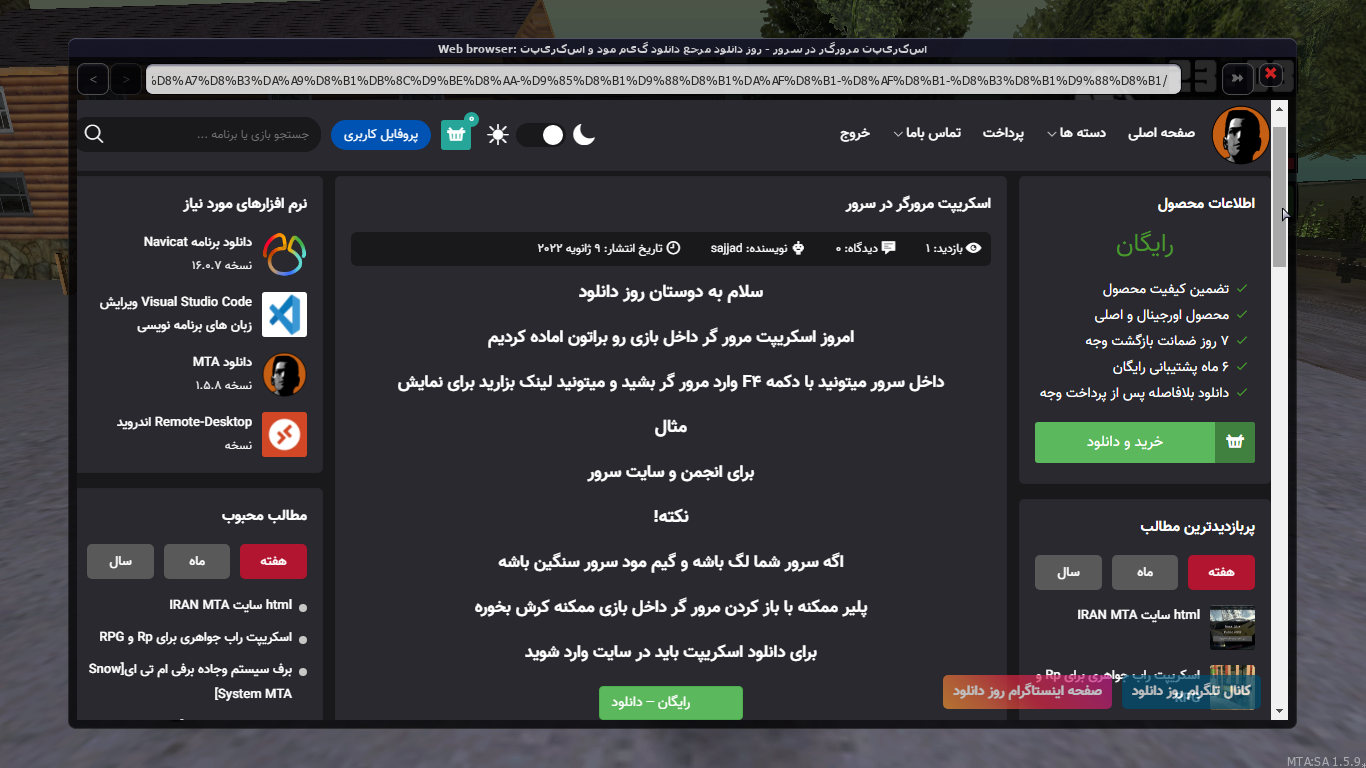 Web browser: اسکریپت مرورگر در سرور - روز دانلود مرجع دانلود گیم مود و اسکریپت
< > %D8%A7%D8%B3%DA%A9%D8%B1%DB%8C%D9%BE%D8%AA-%D9%85%D8%B1%D9%88%D8%B1%DA%AF%D8%B1-%D8%AF%D8%B1-%D8%B3%D8%B1%D9%88%D8%B1/
صفحه اصلی دسته ها پرداخت تماس باما خروج ۰ پروفایل کاربری جستجو بازی یا برنامه ...
اطلاعات محصول
رایگان
تضمین کیفیت محصول
محصول اورجینال و اصلی
۷ روز ضمانت بازگشت وجه
۶ ماه پشتیبانی رایگان
دانلود بلافاصله پس از پرداخت وجه
خرید و دانلود
پربازدیدترین مطالب
هفته ماه سال
html سایت IRAN MTA
اسکریپت راب جواهری برای Rp و
RPG
کانال تلگرام روز دانلود
صفحه اینستاگرام روز دانلود
اسکریپت مرورگر در سرور
بازدید: ۱ دیدگاه: ۰ نویسنده: sajjad تاریخ انتشار: ۹ ژانویه ۲۰۲۲
سلام به دوستان روز دانلود
امروز اسکریپت مرور گر داخل بازی رو براتون اماده کردیم
داخل سرور میتونید با دکمه F۴ وارد مرور گر بشید و میتونید لینک بزارید برای نمایش
مثال
برای انجمن و سایت سرور
نکته!
اگه سرور شما لگ باشه و گیم مود سرور سنگین باشه
پلیر ممکنه با باز کردن مرور گر داخل بازی ممکنه کرش بخوره
برای دانلود اسکریپت باید در سایت وارد شوید
رایگان – دانلود
نرم افزارهای مورد نیاز
دانلود برنامه Navicat
نسخه ۱۶.۰.۷
Visual Studio Code ویرایش
زبان های برنامه نویسی
دانلود MTA
نسخه ۱.۵.۸
Remote-Desktop اندروید
نسخه
مطالب محبوب
هفته ماه سال
html سایت IRAN MTA
اسکریپت راب جواهری برای Rp و RPG
برف سیستم وجاده برفی ام تی ای[Snow
System MTA]
MTA:SA 1.5.9